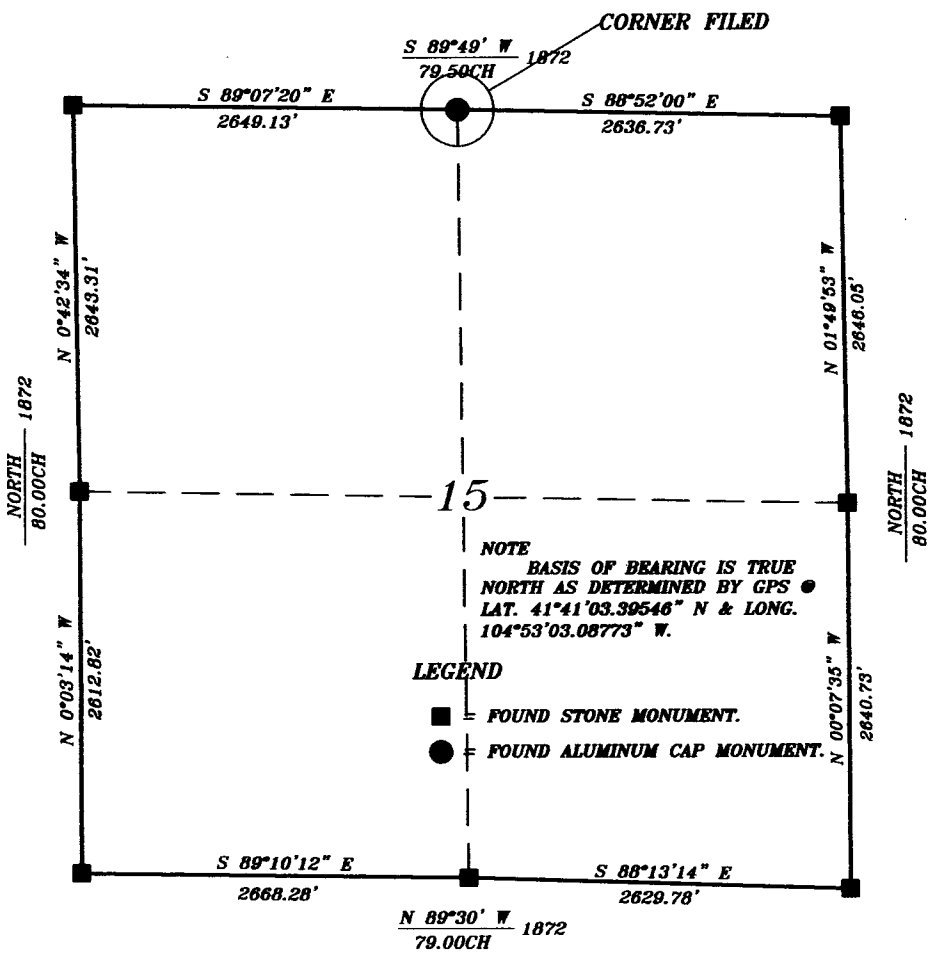 CORNER FILED
S 89°49' W 1872
79.50CH
S 89°07'20" E
2649.13'
S 88°52'00" E
2636.73'
N 0°42'34" W
2643.31'
N 01°49'53" W
2646.05'
NORTH 1872
80.00CH
NORTH 1872
80.00CH
15
NOTE
BASIS OF BEARING IS TRUE
NORTH AS DETERMINED BY GPS @
LAT. 41°41'03.39546" N & LONG.
104°53'03.08773" W.
N 0°03'14" W
2612.82'
N 00°07'35" W
2640.73'
LEGEND
= FOUND STONE MONUMENT.
= FOUND ALUMINUM CAP MONUMENT.
S 89°10'12" E
2668.28'
S 88°13'14" E
2629.78'
N 89°30' W 1872
79.00CH